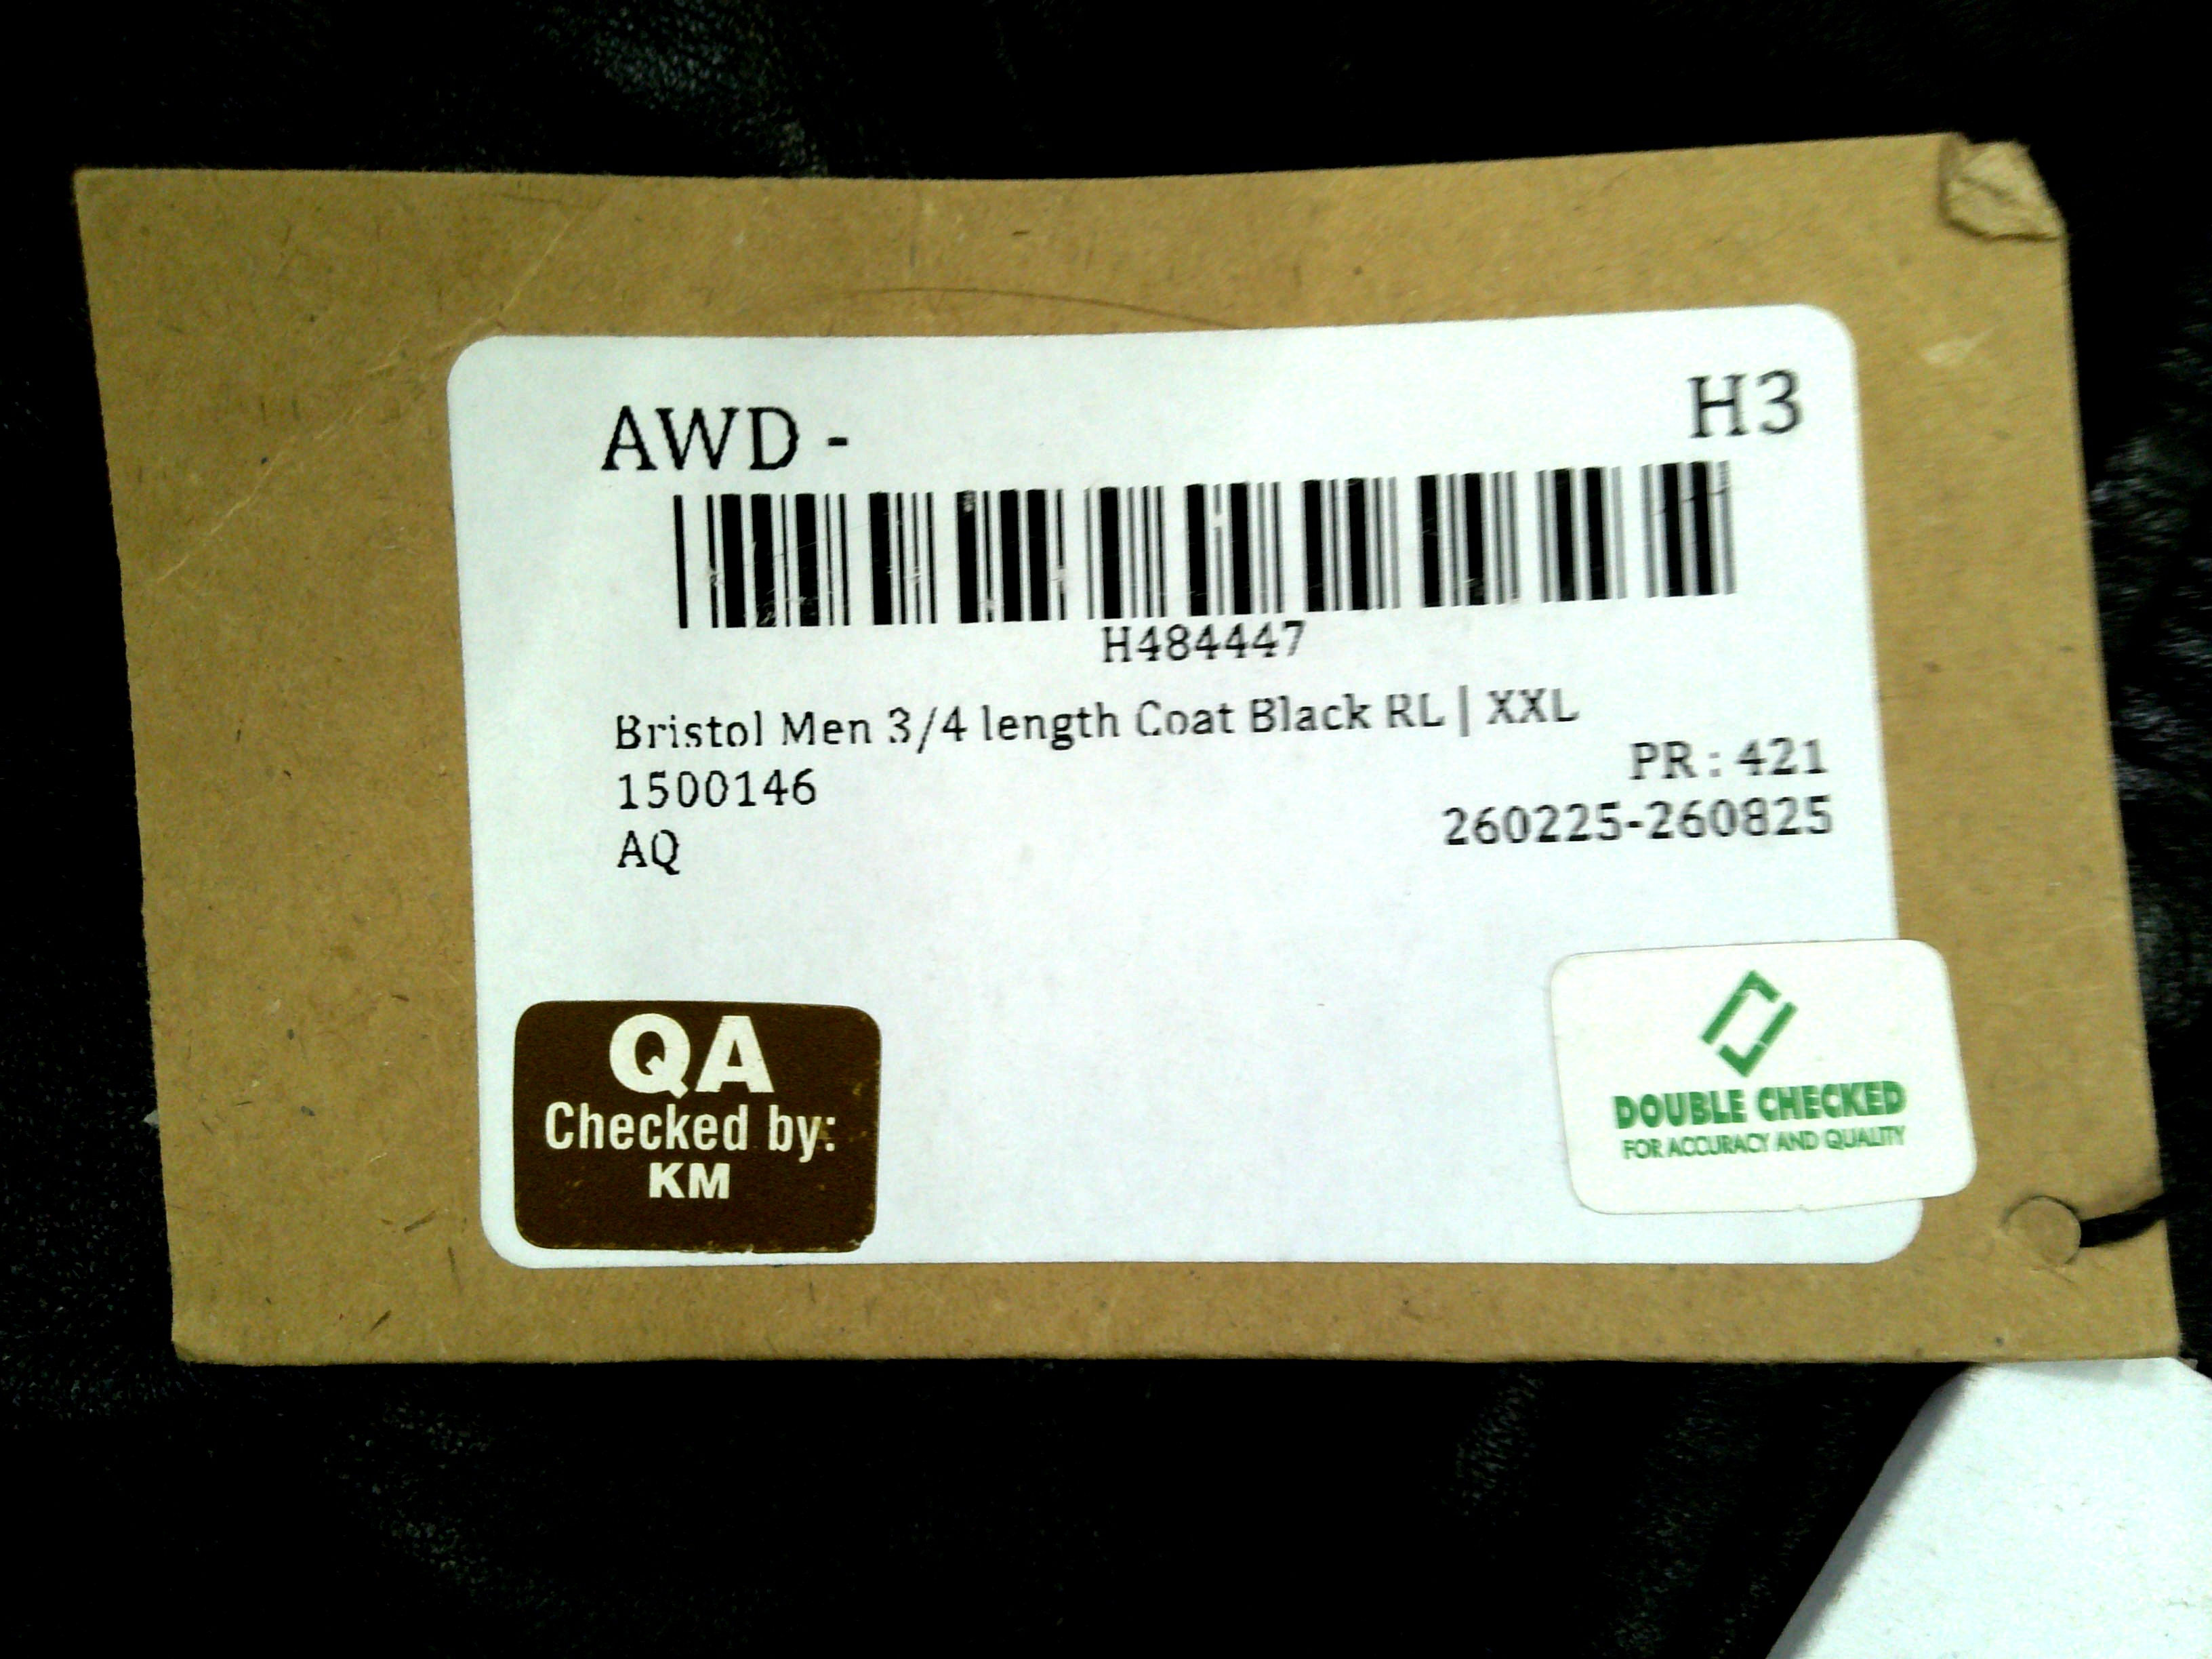 AWD - H3
H484447
Bristol Men 3/4 length Coat Black RL | XXL
PR : 421
1500146
260225-260825
AQ
QA
Checked by:
KM
DOUBLE CHECKED
FOR ACCURACY AND QUALITY